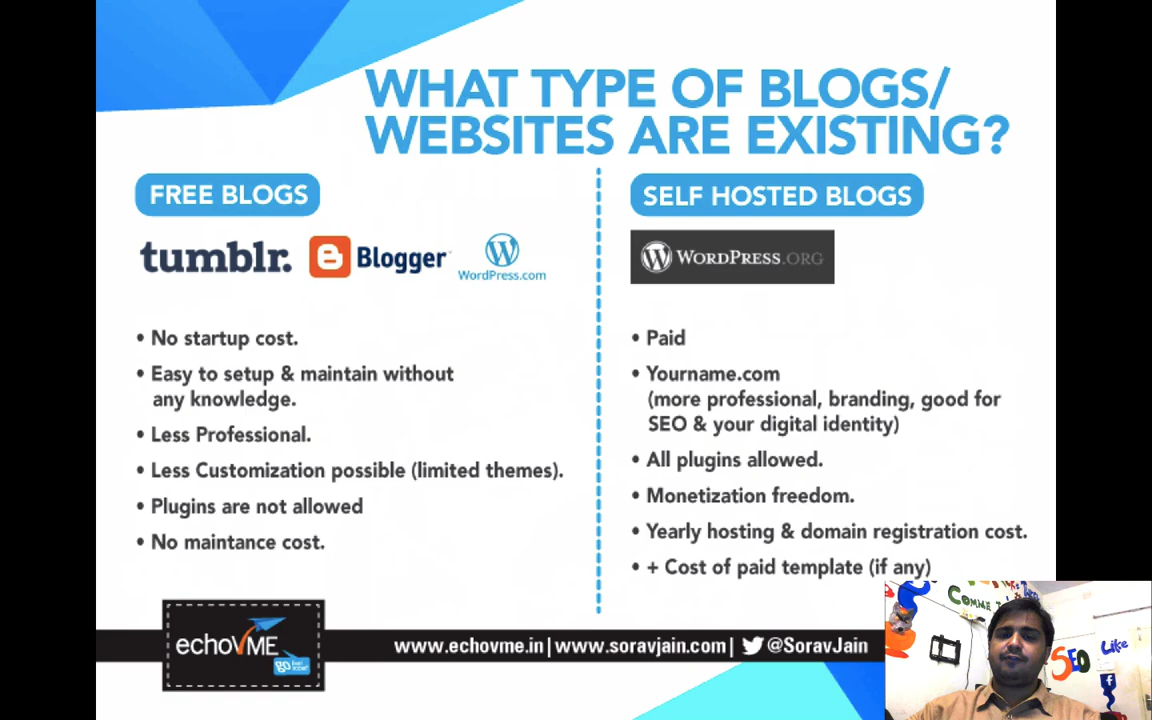 WHAT TYPE OF BLOGS/
WEBSITES ARE EXISTING?
FREE BLOGS
tumblr.
Blogger
WordPress.com
• No startup cost.
• Easy to setup & maintain without
any knowledge.
• Less Professional.
• Less Customization possible (limited themes).
• Plugins are not allowed
• No maintance cost.
SELF HOSTED BLOGS
WORDPRESS.ORG
• Paid
• Yourname.com
(more professional, branding, good for
SEO & your digital identity)
• All plugins allowed.
• Monetization freedom.
• Yearly hosting & domain registration cost.
• + Cost of paid template (if any)
echoVME
go
www.echovme.in|www.soravjain.com| @SoravJain
SEO
Like
f